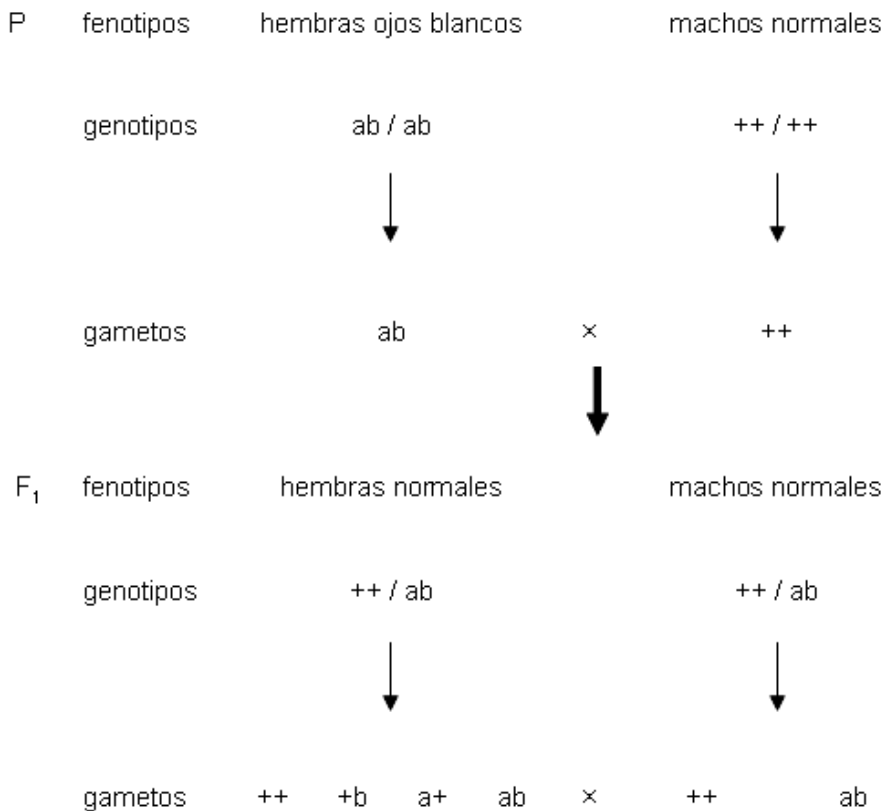 P fenotipos hembras ojos blancos machos normales
genotipos ab / ab ++ / ++
gametos ab × ++
F₁ fenotipos hembras normales machos normales
genotipos ++ / ab ++ / ab
gametos ++ +b a+ ab × ++ ab